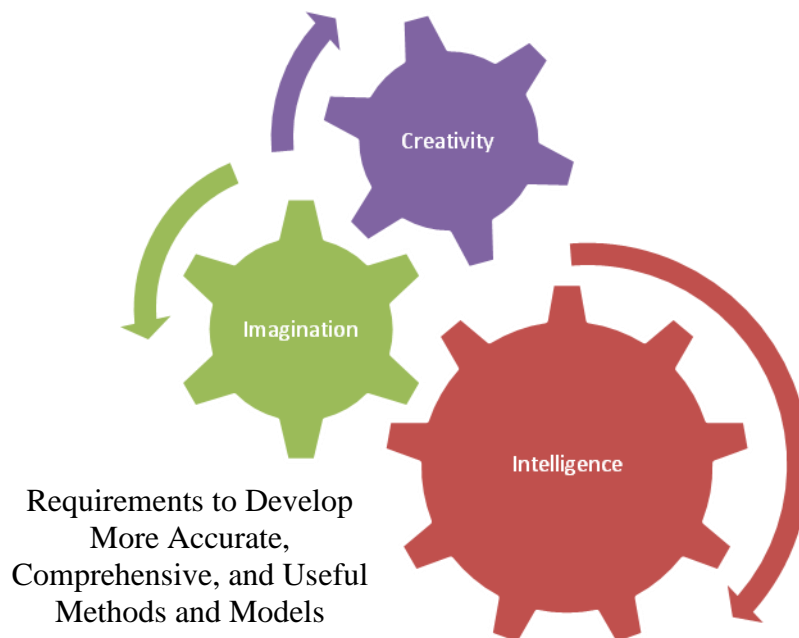 Creativity
Imagination
Intelligence
Requirements to Develop
More Accurate,
Comprehensive, and Useful
Methods and Models